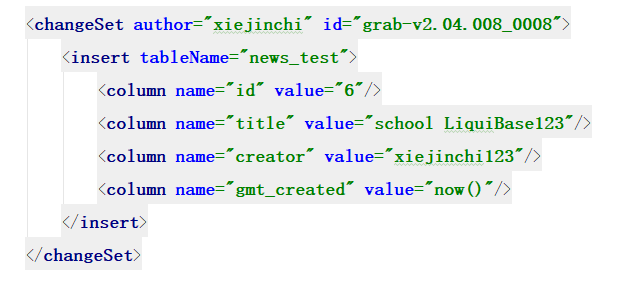 <changeSet author="xiejinchi" id="grab-v2.04.008_0008">
<insert tableName="news_test">
<column name="id" value="6"/>
<column name="title" value="school LiquiBase123"/>
<column name="creator" value="xiejinchi123"/>
<column name="gmt_created" value="now()"/>
</insert>
</changeSet>